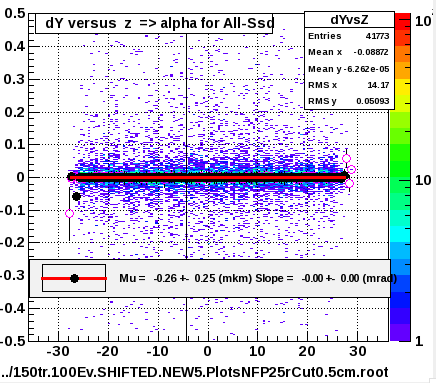 dY versus z => alpha for All-Ssd
dYvsZ
Entries 41773
Mean x -0.08872
Mean y -6.262e-05
RMS x 14.17
RMS y 0.05093
0.5
0.4
0.3
0.2
0.1
0
-0.1
-0.2
-0.3
-0.4
-0.5
10
10
1
Mu = -0.26 +- 0.25 (mkm) Slope = -0.00 +- 0.00 (mrad)
-30 -20 -10 0 10 20 30
../150tr.100Ev.SHIFTED.NEW5.PlotsNFP25rCut0.5cm.root